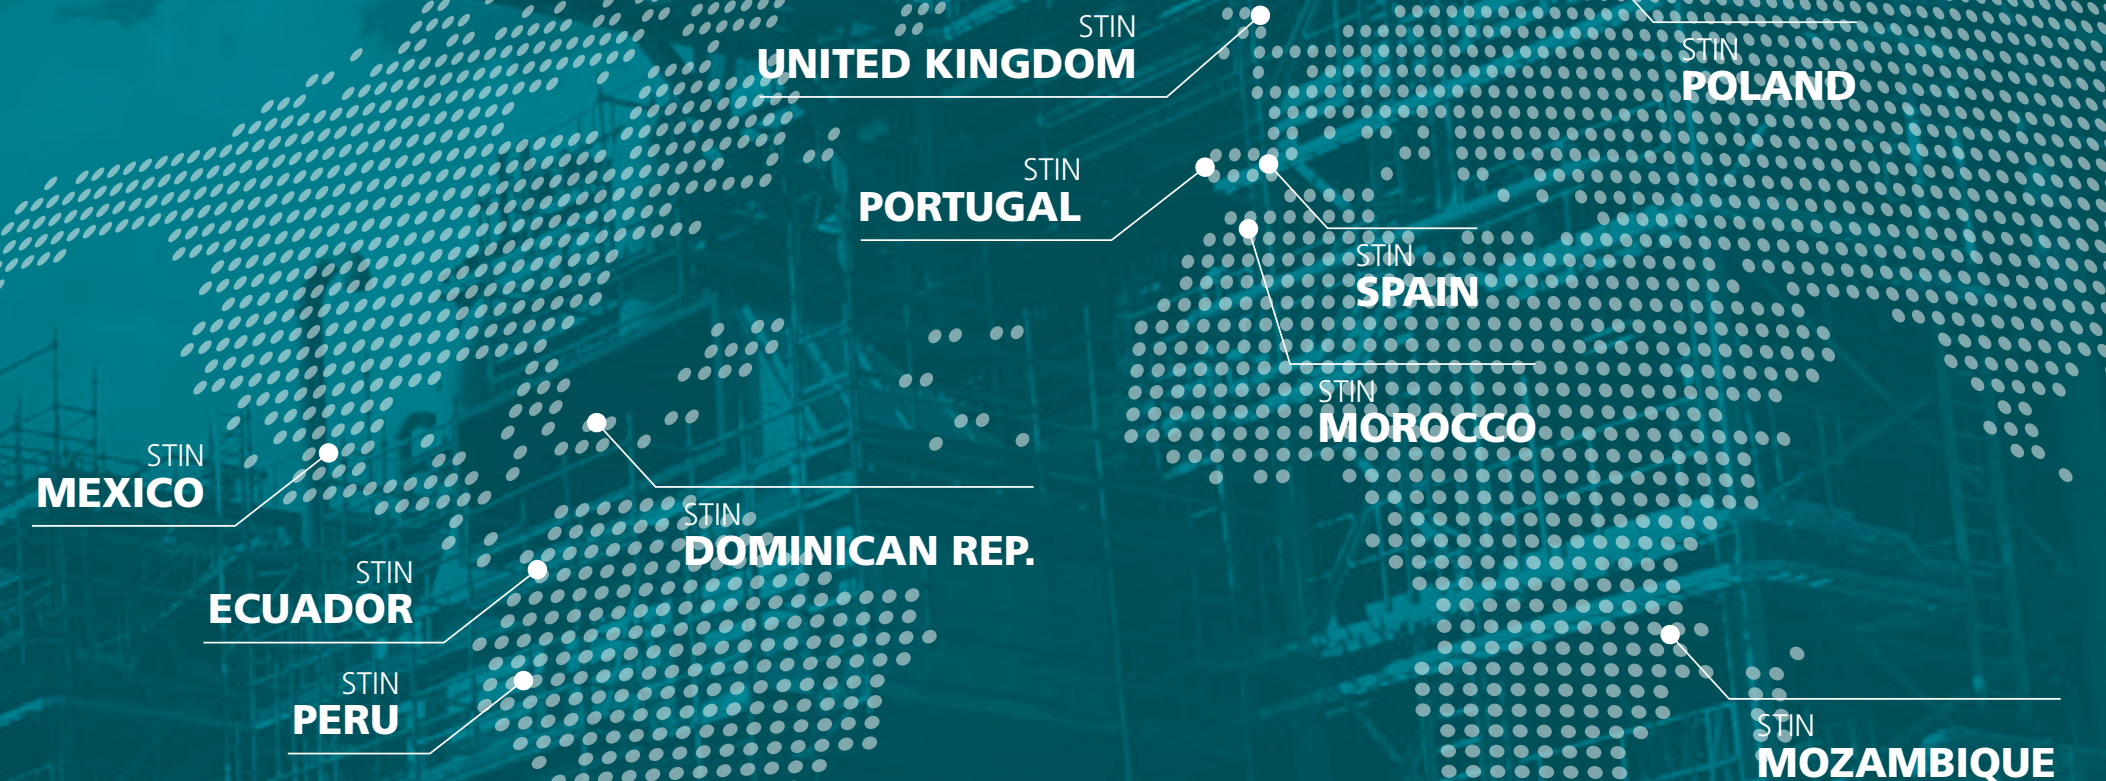 STIN
UNITED KINGDOM
STIN
POLAND
STIN
PORTUGAL
STIN
SPAIN
STIN
MOROCCO
STIN
MEXICO
STIN
DOMINICAN REP.
STIN
ECUADOR
STIN
PERU
STIN
MOZAMBIQUE